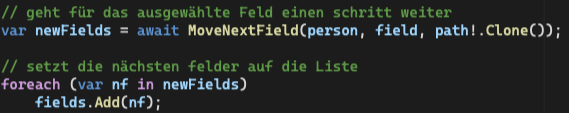 // geht für das ausgewählte Feld einen schritt weiter
var newFields = await MoveNextField(person, field, path!.Clone());
// setzt die nächsten felder auf die Liste
foreach (var nf in newFields)
fields.Add(nf);